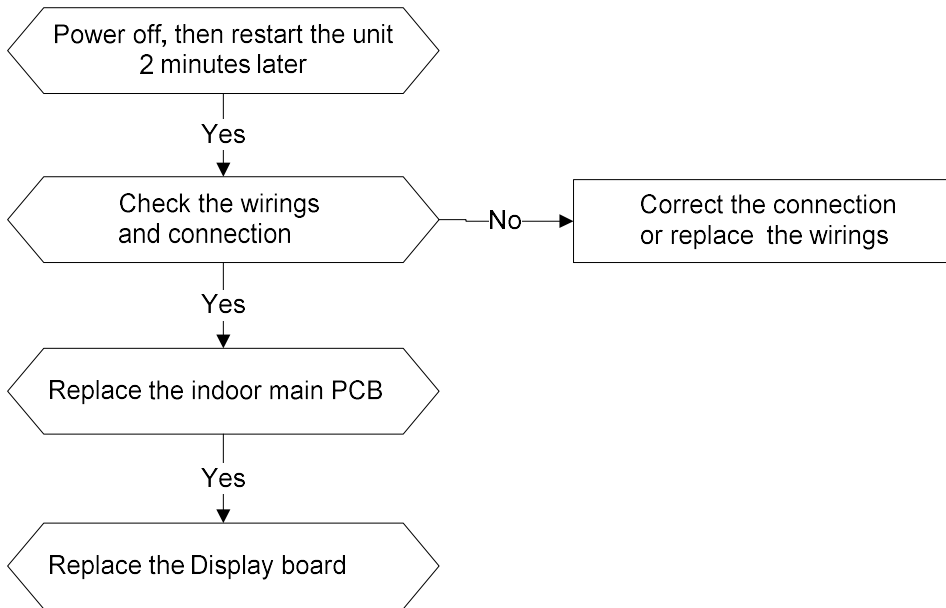 Power off, then restart the unit
2 minutes later
Yes
Check the wirings
and connection
No
Correct the connection
or replace the wirings
Yes
Replace the indoor main PCB
Yes
Replace the Display board